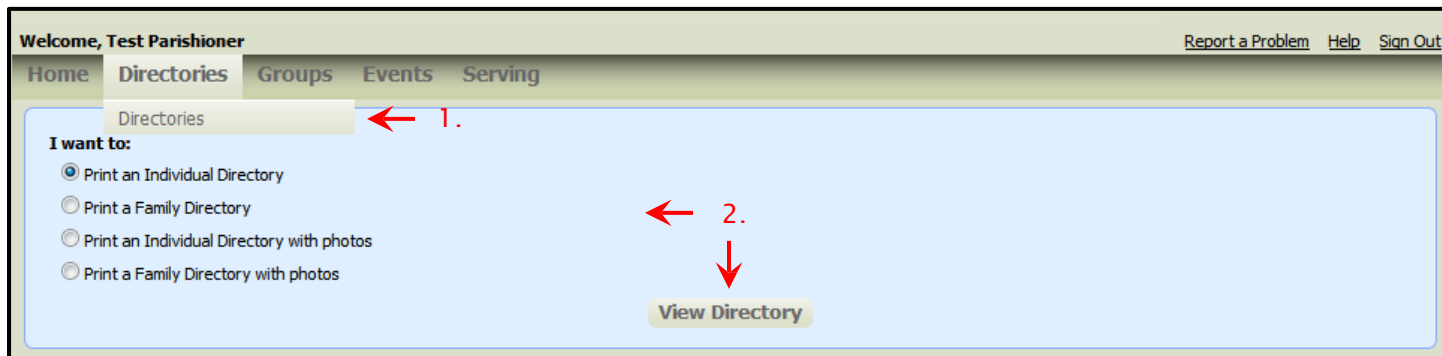 Welcome, Test Parishioner Report a Problem Help Sign Out
Home Directories Groups Events Serving
Directories 1.
I want to:
Print an Individual Directory
Print a Family Directory 2.
Print an Individual Directory with photos
Print a Family Directory with photos
View Directory